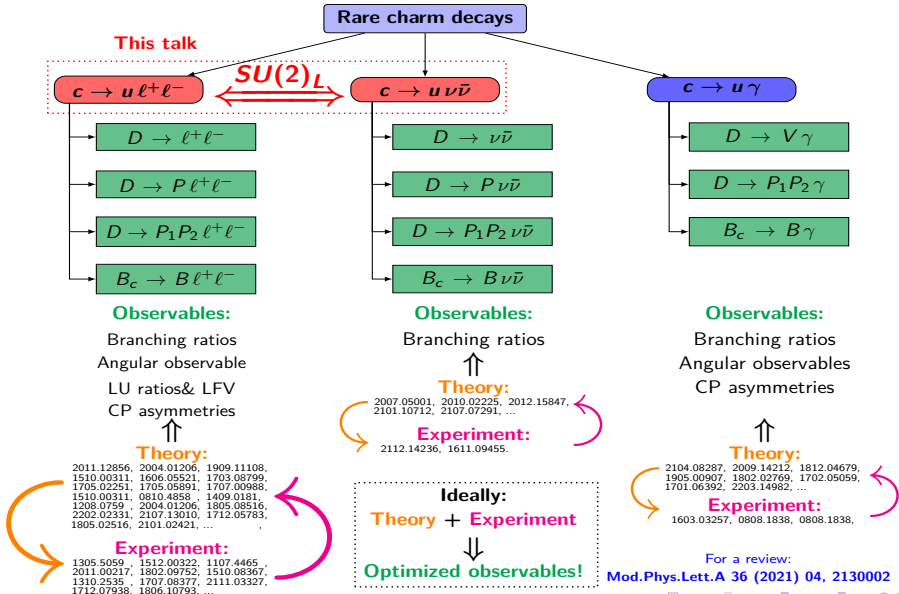 Rare charm decays
This talk
SU(2)_L
c → u ℓ⁺ℓ⁻
D → ℓ⁺ℓ⁻
D → P ℓ⁺ℓ⁻
D → P₁P₂ ℓ⁺ℓ⁻
B_c → B ℓ⁺ℓ⁻
Observables:
Branching ratios
Angular observable
LU ratios& LFV
CP asymmetries
⇑
Theory:
2011.12856, 2004.01206, 1909.11108,
1510.00311, 1606.05521, 1703.08799,
1705.02251, 1705.05891, 1707.00988,
1510.00311, 0810.4858 , 1409.0181,
1208.0759 , 2004.01206, 1805.08516,
2202.02331, 2107.13010, 1712.05783,
1805.02516, 2101.02421, ... ,
Experiment:
1305.5059 , 1512.00322, 1107.4465 ,
2011.00217, 1802.09752, 1510.08367,
1310.2535 , 1707.08377, 2111.03327,
1712.07938, 1806.10793, ...
c → u νν̄
D → νν̄
D → P νν̄
D → P₁P₂ νν̄
B_c → B νν̄
Observables:
Branching ratios
⇑
Theory:
2007.05001, 2010.02225, 2012.15847,
2101.10712, 2107.07291, ...
Experiment:
2112.14236, 1611.09455.
Ideally:
Theory + Experiment
⇓
Optimized observables!
c → u γ
D → V γ
D → P₁P₂ γ
B_c → B γ
Observables:
Branching ratios
Angular observables
CP asymmetries
⇑
Theory:
2104.08287, 2009.14212, 1812.04679,
1905.00907, 1802.02769, 1702.05059,
1701.06392, 2203.14982, ...
Experiment:
1603.03257, 0808.1838, 0808.1838,
For a review:
Mod.Phys.Lett.A 36 (2021) 04, 2130002